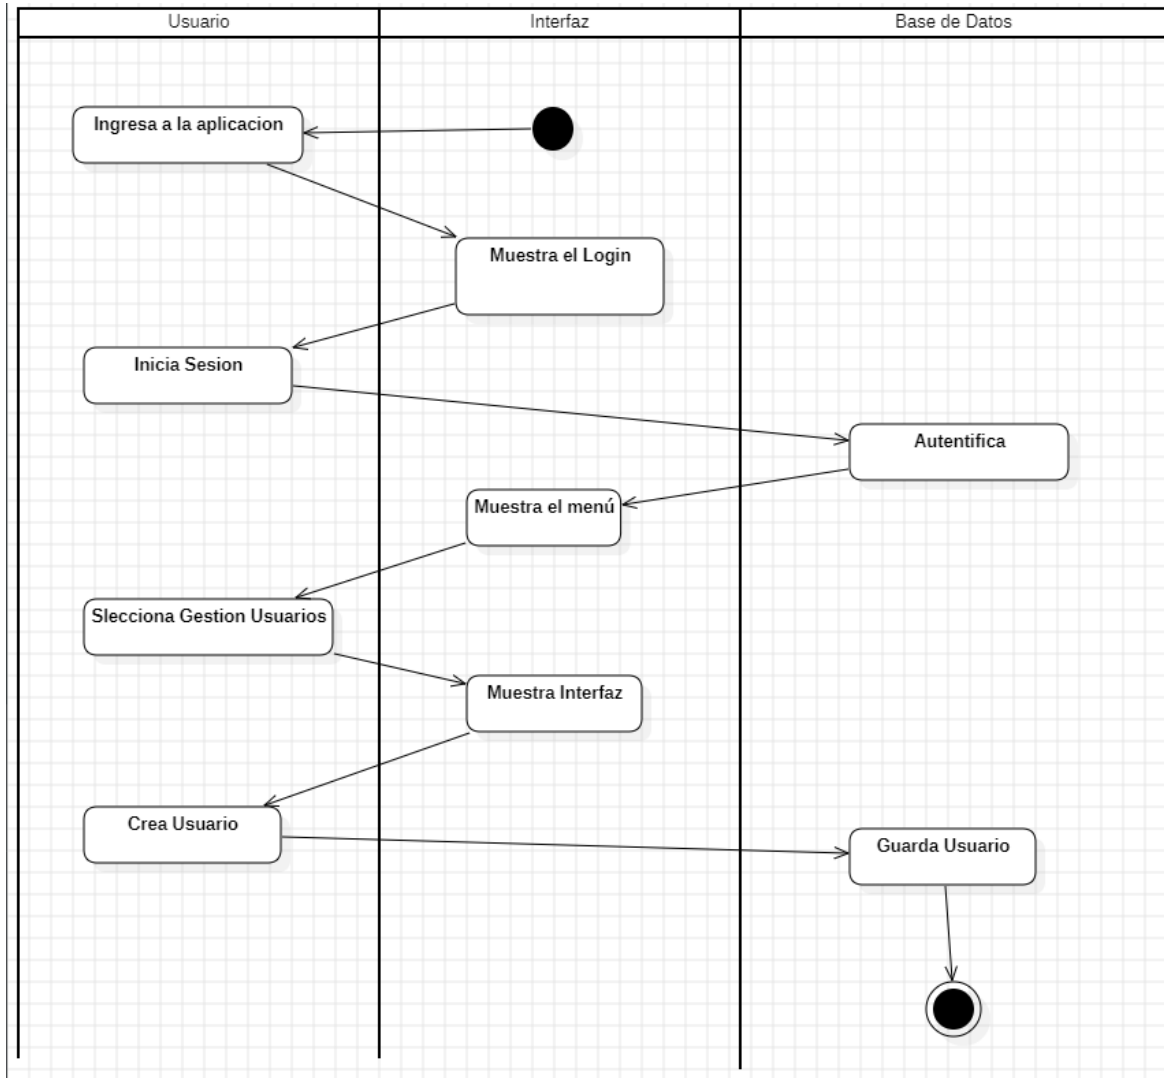 Usuario
Interfaz
Base de Datos
Ingresa a la aplicacion
Muestra el Login
Inicia Sesion
Autentifica
Muestra el menú
Slecciona Gestion Usuarios
Muestra Interfaz
Crea Usuario
Guarda Usuario